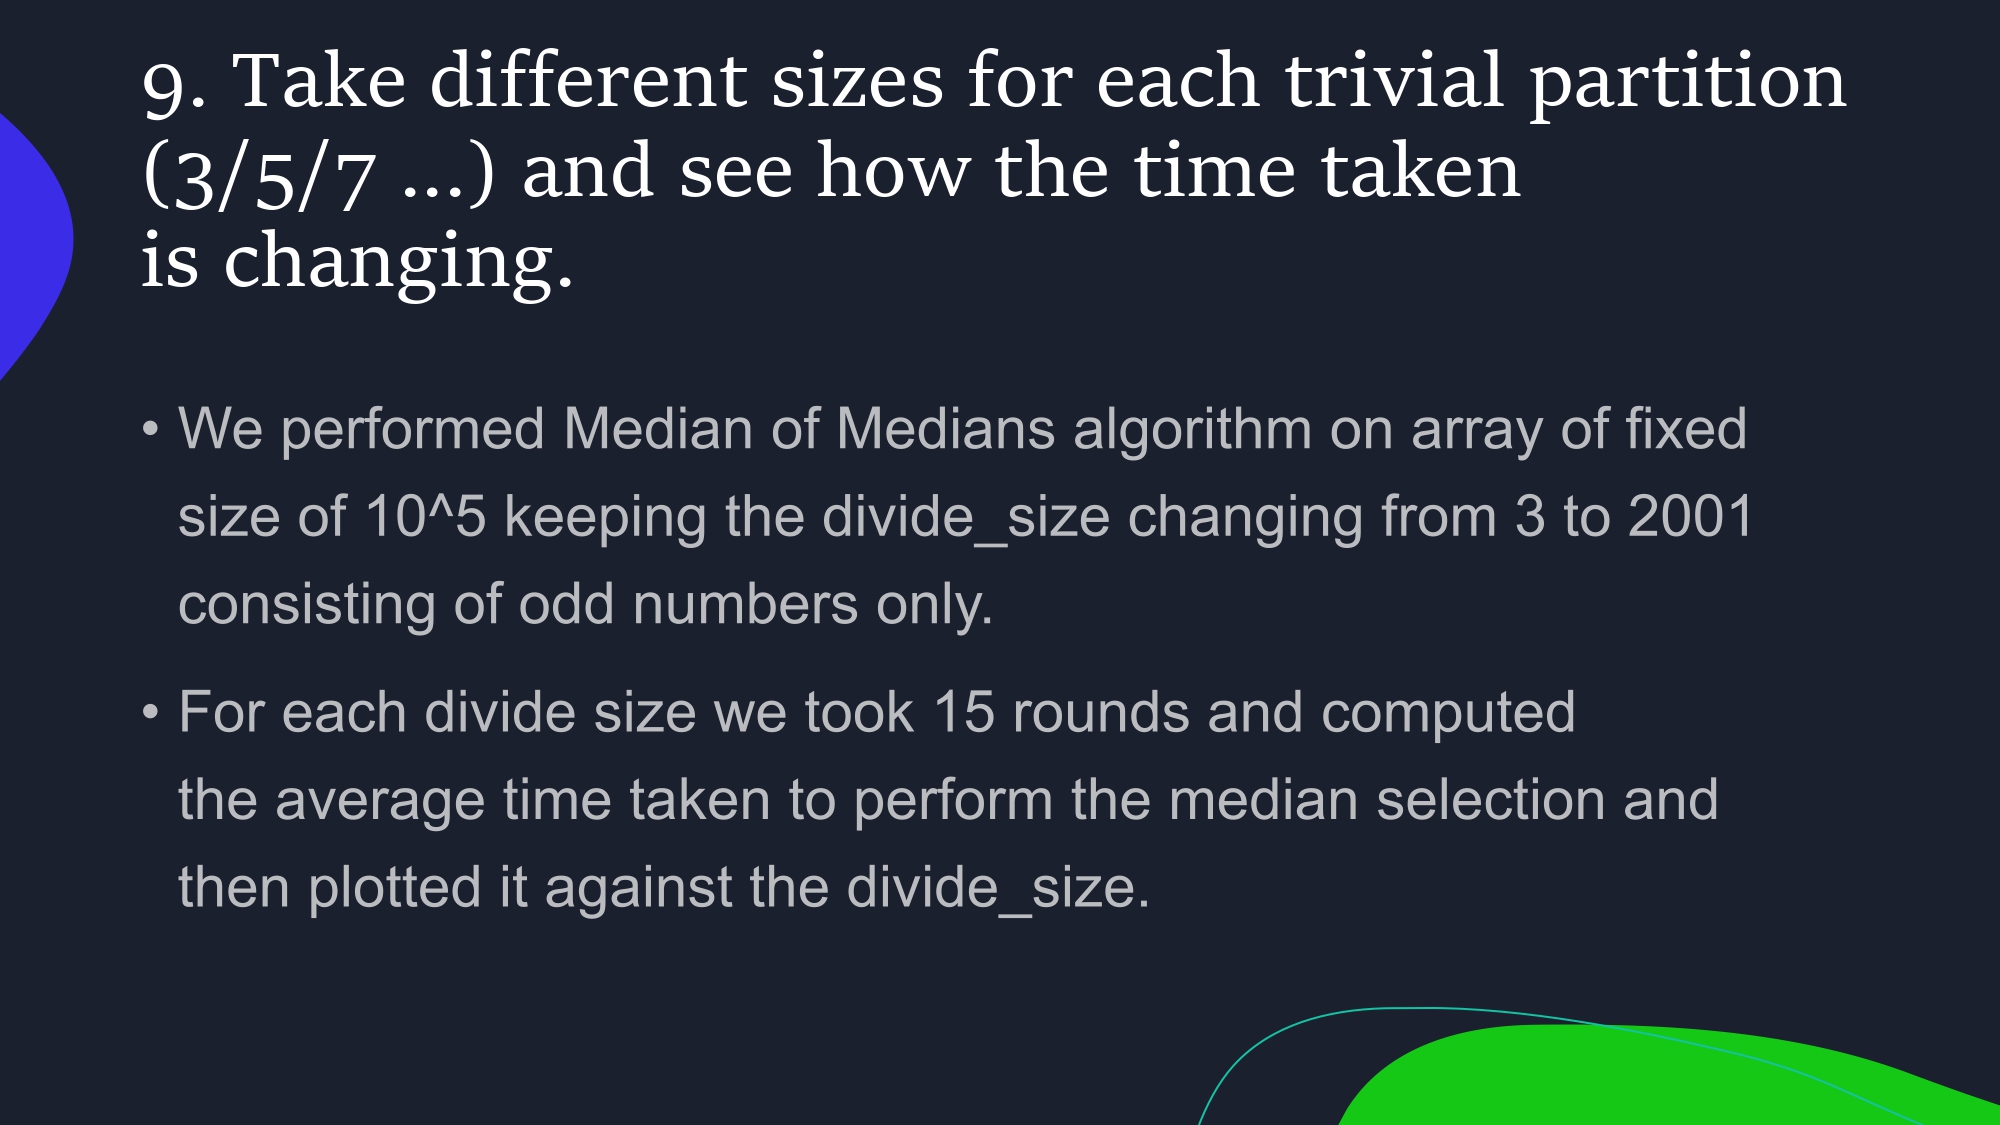 9. Take different sizes for each trivial partition
(3/5/7 ...) and see how the time taken
is changing.
• We performed Median of Medians algorithm on array of fixed
size of 10^5 keeping the divide_size changing from 3 to 2001
consisting of odd numbers only.
• For each divide size we took 15 rounds and computed
the average time taken to perform the median selection and
then plotted it against the divide_size.